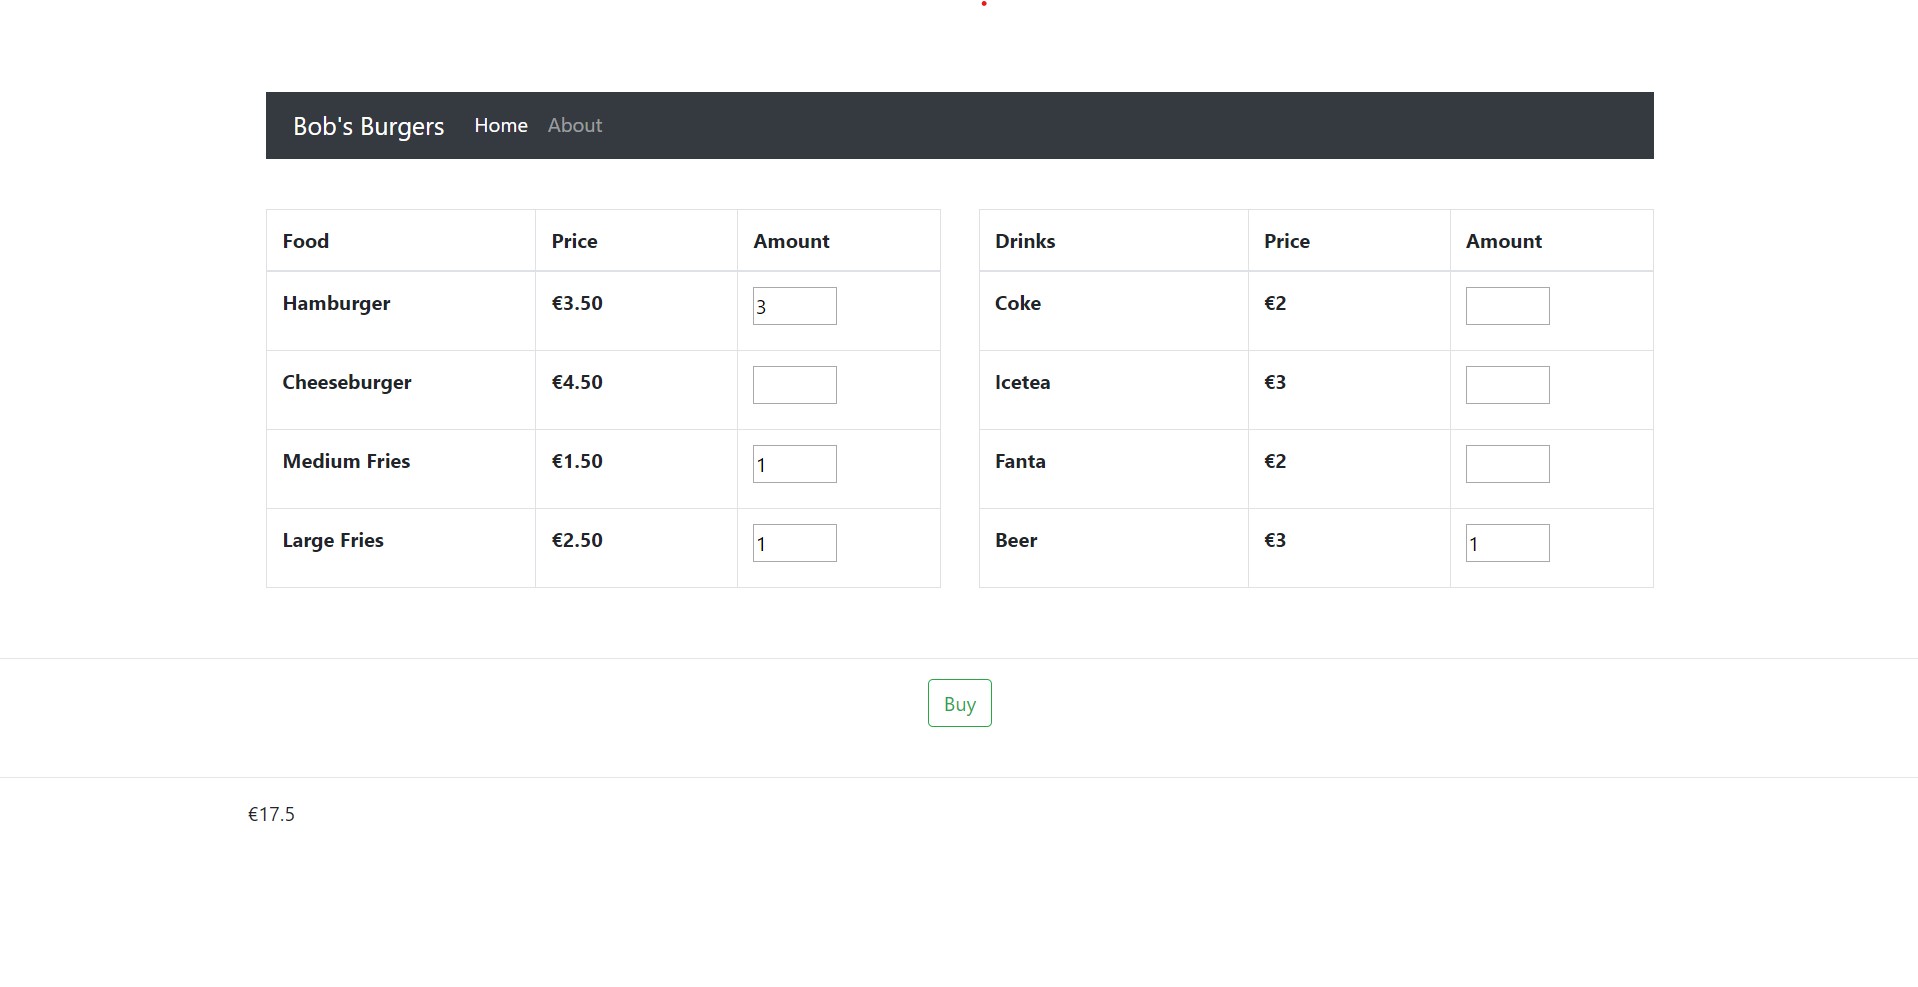 Bob's Burgers Home About
Food Price Amount
Hamburger €3.50 3
Cheeseburger €4.50
Medium Fries €1.50 1
Large Fries €2.50 1
Drinks Price Amount
Coke €2
Icetea €3
Fanta €2
Beer €3 1
Buy
€17.5